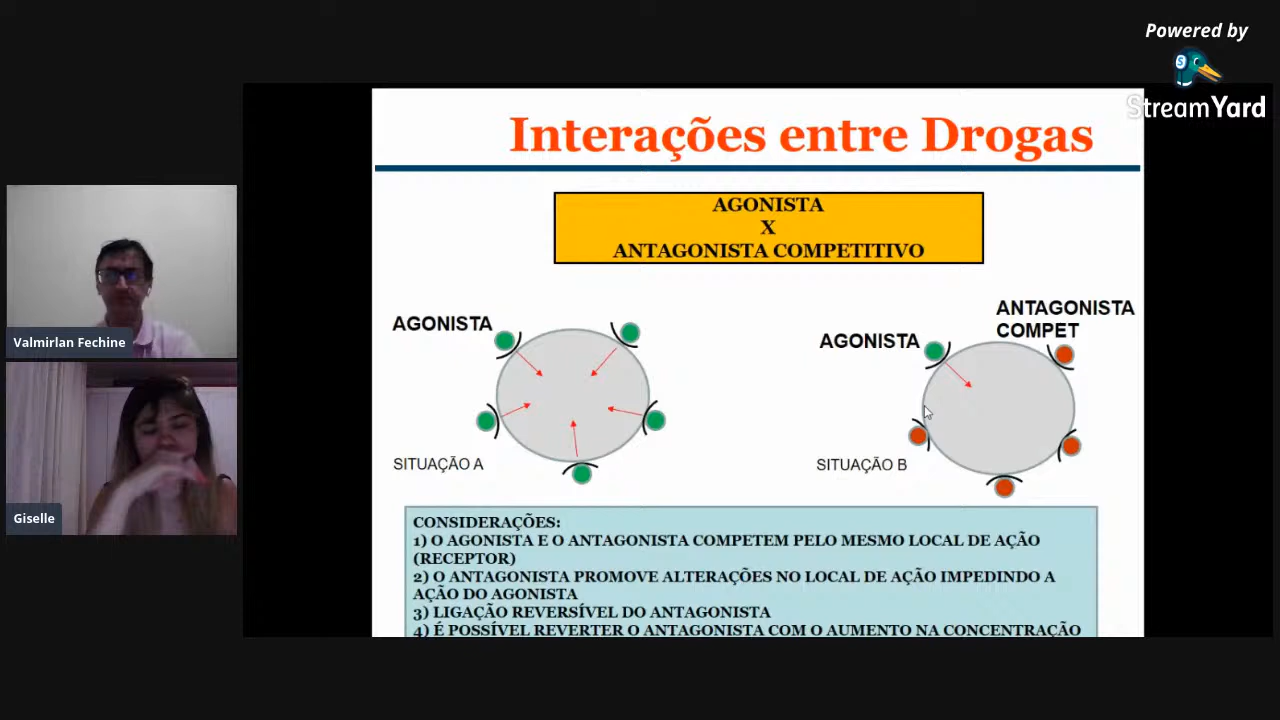 Powered by
StreamYard
Interações entre Drogas
AGONISTA
X
ANTAGONISTA COMPETITIVO
AGONISTA
SITUAÇÃO A
AGONISTA
ANTAGONISTA
COMPET
SITUAÇÃO B
Valmirlan Fechine
Giselle
CONSIDERAÇÕES:
1) O AGONISTA E O ANTAGONISTA COMPETEM PELO MESMO LOCAL DE AÇÃO
(RECEPTOR)
2) O ANTAGONISTA PROMOVE ALTERAÇÕES NO LOCAL DE AÇÃO IMPEDINDO A
AÇÃO DO AGONISTA
3) LIGAÇÃO REVERSÍVEL DO ANTAGONISTA
4) É POSSÍVEL REVERTER O ANTAGONISTA COM O AUMENTO NA CONCENTRAÇÃO